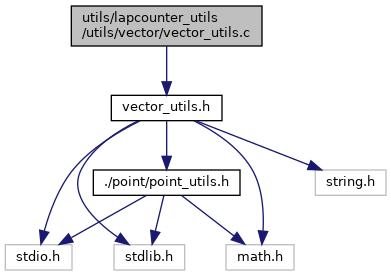 utils/lapcounter_utils
/utils/vector/vector_utils.c
vector_utils.h
./point/point_utils.h
string.h
stdio.h
stdlib.h
math.h